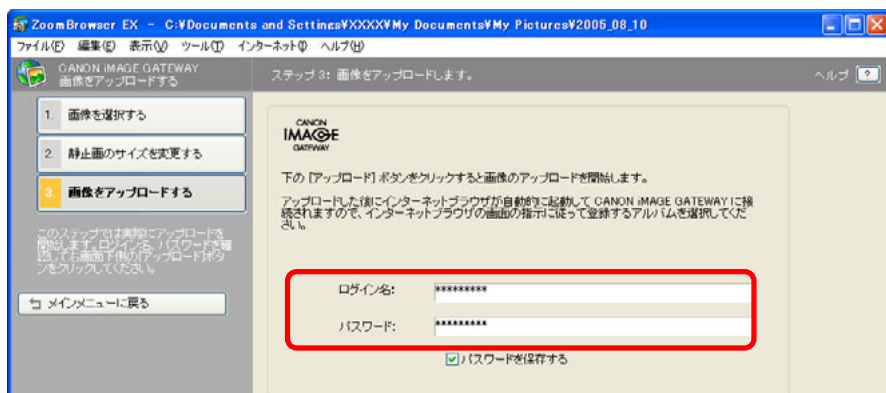 ZoomBrowser EX - C:¥Documents and Settings¥XXXX¥My Documents¥My Pictures¥2005_08_10
ファイル(F) 編集(E) 表示(V) ツール(T) インターネット(I) ヘルプ(H)
CANON iMAGE GATEWAY
画像をアップロードする
ステップ 3: 画像をアップロードします。
ヘルプ ?
1. 画像を選択する
2. 静止画のサイズを変更する
3. 画像をアップロードする
このステップでは実際にアップロードを
開始します。ログイン名、パスワードを確
認して右画面下側の[アップロード]ボタ
ンをクリックしてください。
メインメニューに戻る
CANON
IMAGE
GATEWAY
下の [アップロード] ボタンをクリックすると画像のアップロードを開始します。
アップロードした後にインターネットブラウザが自動的に起動して CANON iMAGE GATEWAY に接
続されますので、インターネットブラウザの画面の指示に従って登録するアルバムを選択してくだ
さい。
ログイン名: *********
パスワード: *********
パスワードを保存する